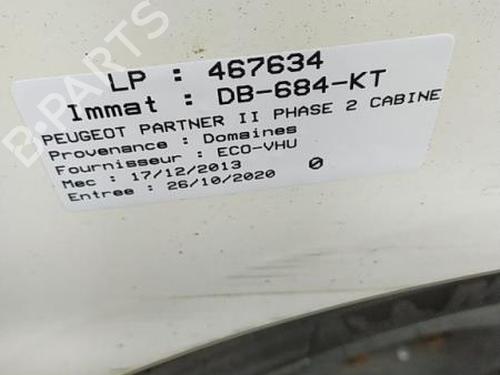 LP : 467634
Immat : DB-684-KT
PEUGEOT PARTNER II PHASE 2 CABINE
Provenance : Domaines
Fournisseur : ECO-VHU
Mec : 17/12/2013
Entree : 26/10/2020 0
B-PARTS